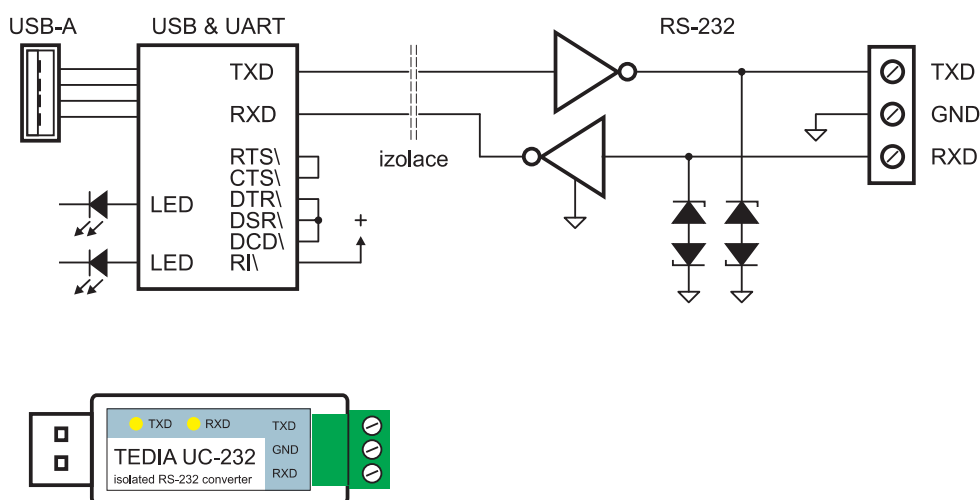 USB-A
USB & UART
RS-232
TXD
RXD
RTS\
CTS\
DTR\
DSR\
DCD\
RI\
LED
LED
izolace
+
TXD
GND
RXD
TXD
RXD
TXD
GND
RXD
TEDIA UC-232
isolated RS-232 converter